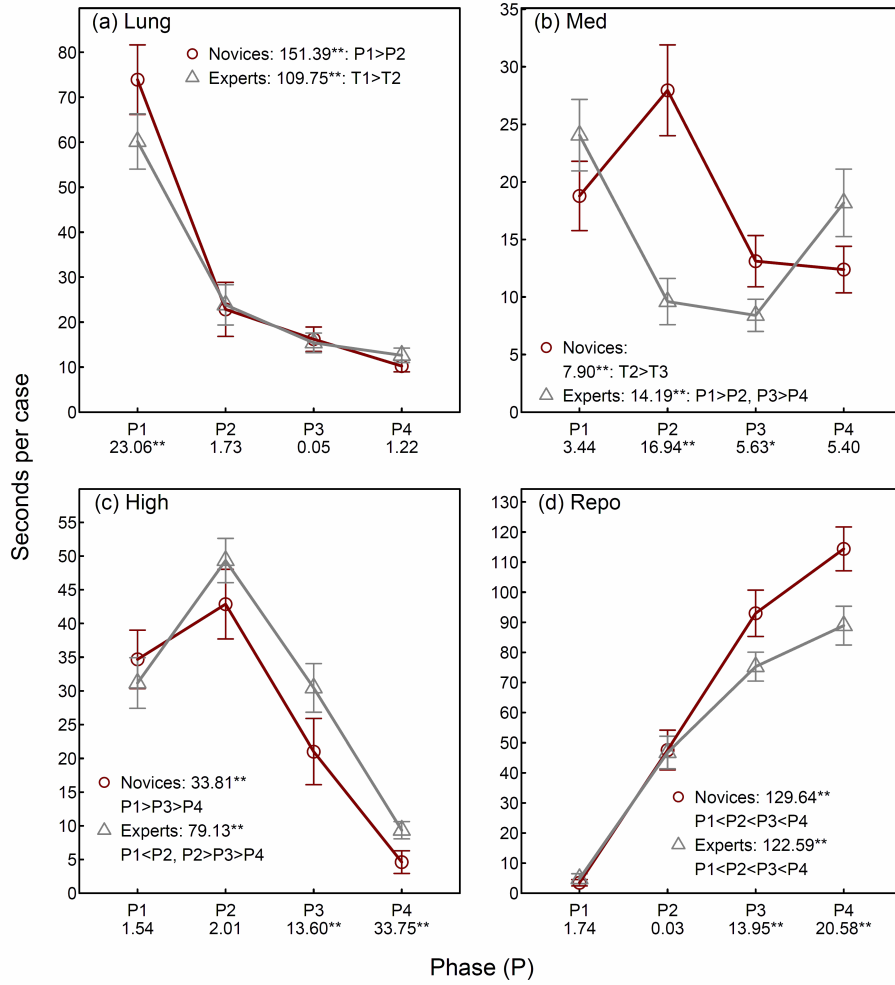 (a) Lung
Novices: 151.39**: P1>P2
Experts: 109.75**: T1>T2
80
70
60
50
40
30
20
10
0
P1 P2 P3 P4
23.06** 1.73 0.05 1.22
(b) Med
35
30
25
20
15
10
5
0
Novices:
7.90**: T2>T3
Experts: 14.19**: P1>P2, P3>P4
P1 P2 P3 P4
3.44 16.94** 5.63* 5.40
Seconds per case
(c) High
55
50
45
40
35
30
25
20
15
10
5
0
Novices: 33.81**
P1>P3>P4
Experts: 79.13**
P1<P2, P2>P3>P4
P1 P2 P3 P4
1.54 2.01 13.60** 33.75**
(d) Repo
130
120
110
100
90
80
70
60
50
40
30
20
10
0
Novices: 129.64**
P1<P2<P3<P4
Experts: 122.59**
P1<P2<P3<P4
P1 P2 P3 P4
1.74 0.03 13.95** 20.58**
Phase (P)